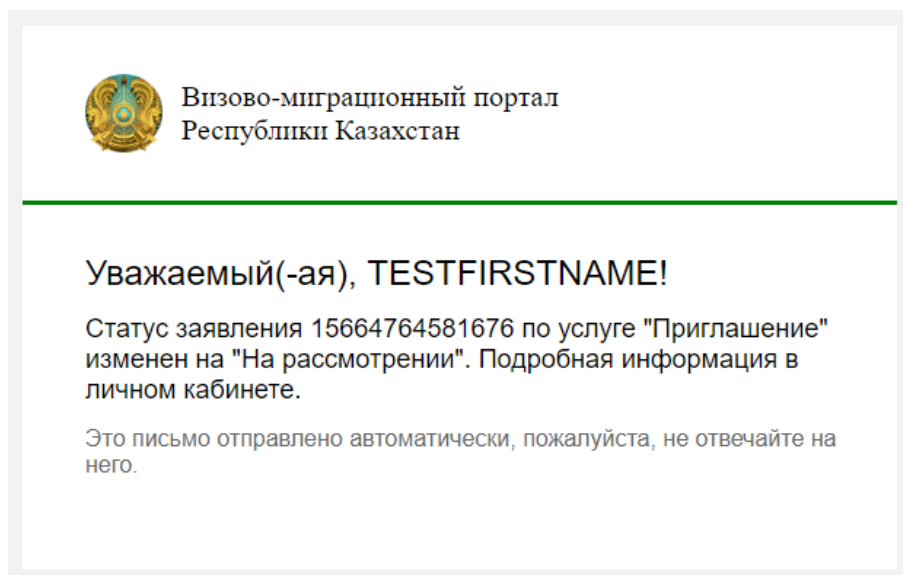 Визово-миграционный портал
Республики Казахстан
Уважаемый(-ая), TESTFIRSTNAME!
Статус заявления 15664764581676 по услуге "Приглашение"
изменен на "На рассмотрении". Подробная информация в
личном кабинете.
Это письмо отправлено автоматически, пожалуйста, не отвечайте на
него.